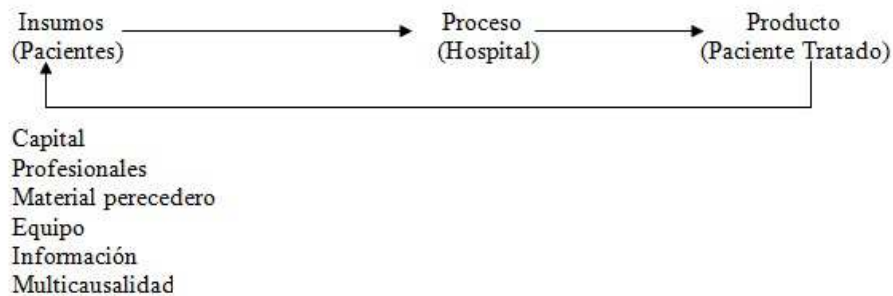 Insumos Proceso Producto
(Pacientes) (Hospital) (Paciente Tratado)
Capital
Profesionales
Material perecedero
Equipo
Información
Multicausalidad